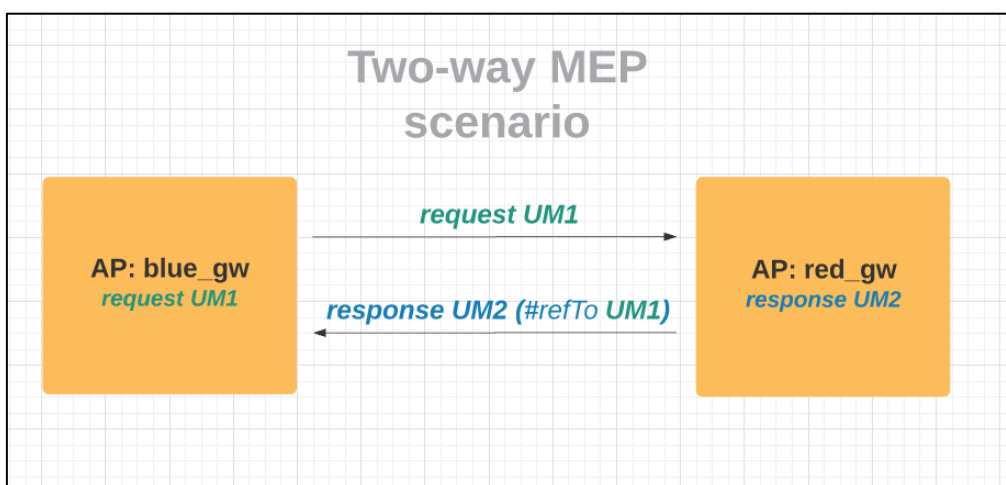 Two-way MEP
scenario
request UM1
AP: blue_gw
request UM1
AP: red_gw
response UM2
response UM2 (#refTo UM1)